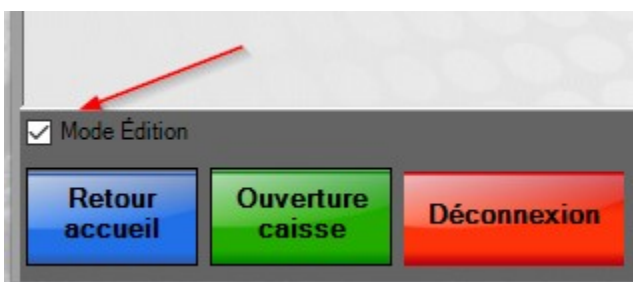 Mode Édition
Retour
accueil
Ouverture
caisse
Déconnexion